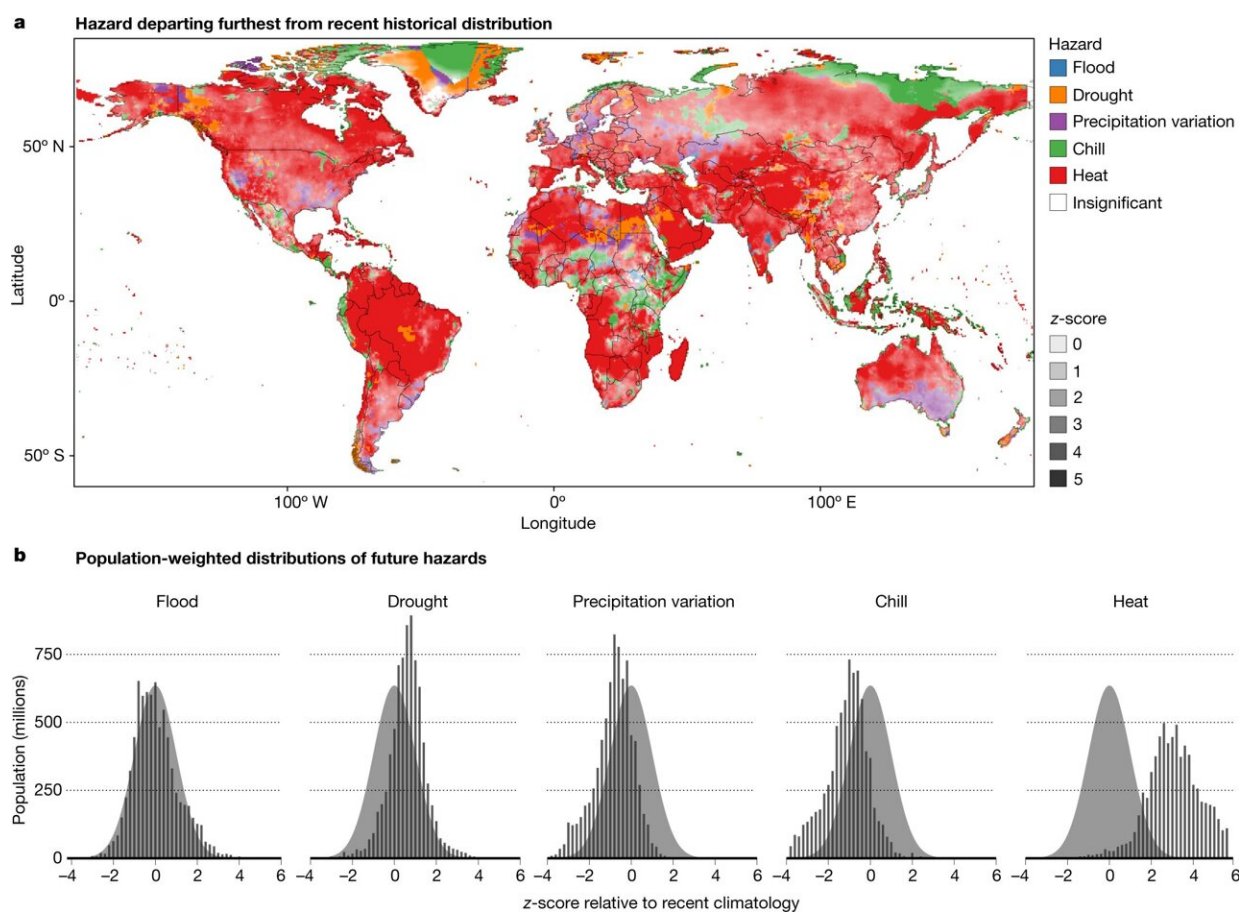 a Hazard departing furthest from recent historical distribution
Hazard
Flood
Drought
Precipitation variation
Chill
Heat
Insignificant
z-score
0
1
2
3
4
5
Latitude
50° N
0°
50° S
100° W
0°
100° E
Longitude
b Population-weighted distributions of future hazards
Flood
Drought
Precipitation variation
Chill
Heat
Population (millions)
750
500
250
0
−4 −2 0 2 4 6
−4 −2 0 2 4 6
−4 −2 0 2 4 6
−4 −2 0 2 4 6
−4 −2 0 2 4 6
z-score relative to recent climatology